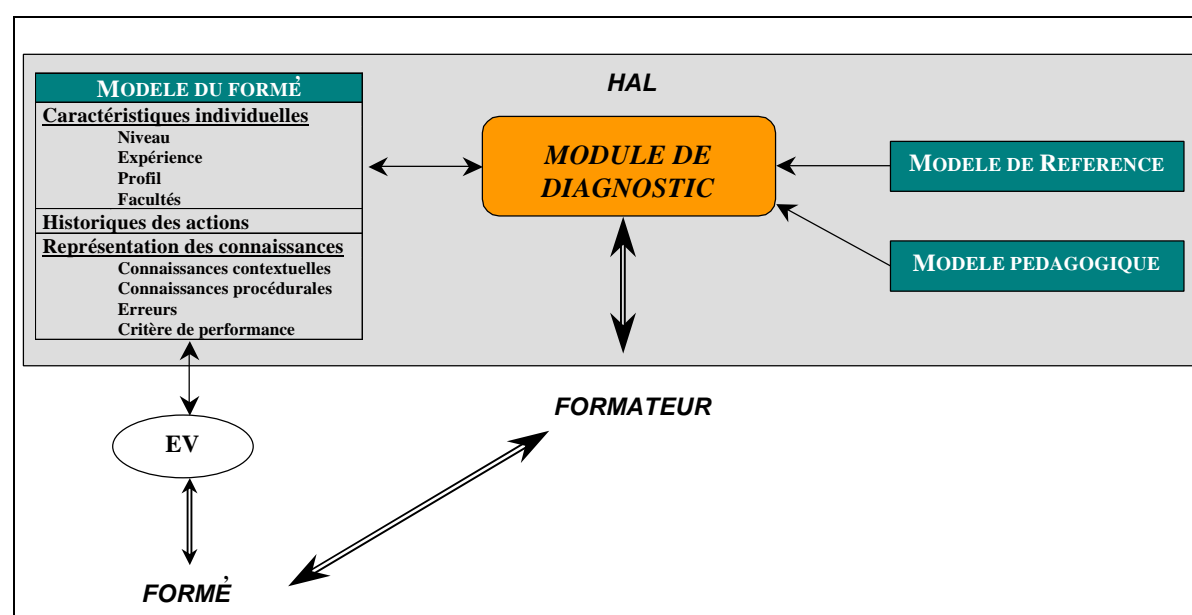 HAL
MODELE DU FORMÉ
Caractéristiques individuelles
Niveau
Expérience
Profil
Facultés
Historiques des actions
Représentation des connaissances
Connaissances contextuelles
Connaissances procédurales
Erreurs
Critère de performance
MODULE DE
DIAGNOSTIC
MODELE DE REFERENCE
MODELE PEDAGOGIQUE
FORMATEUR
EV
FORMÉ